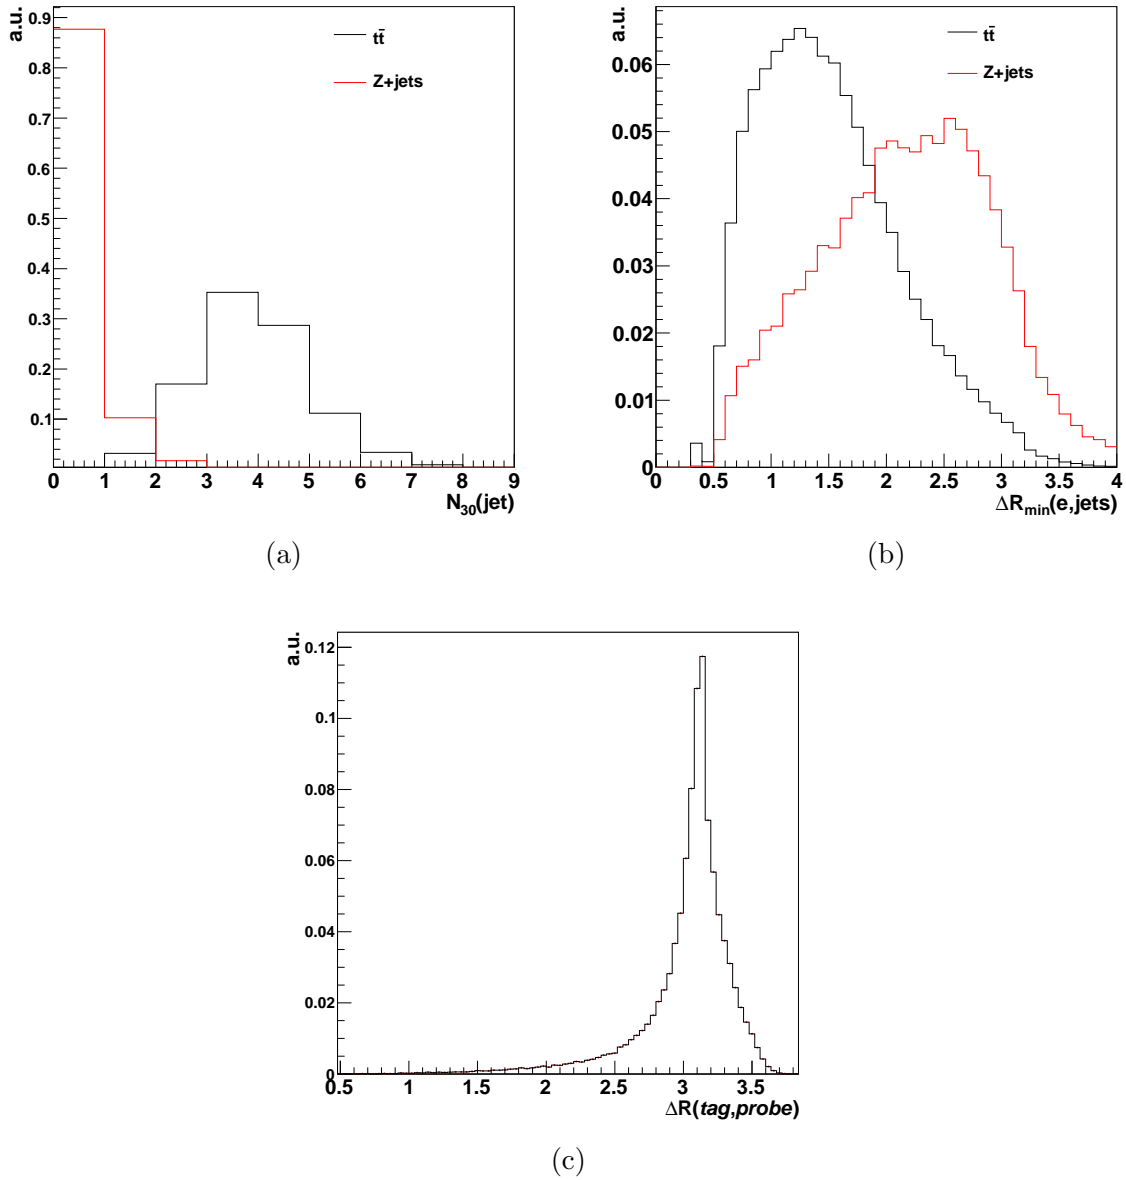 a.u.
0.9
0.8
0.7
0.6
0.5
0.4
0.3
0.2
0.1
tt̄
Z+jets
0 1 2 3 4 5 6 7 8 9
N30(jet)
(a)
a.u.
0.06
0.05
0.04
0.03
0.02
0.01
0
tt̄
Z+jets
0 0.5 1 1.5 2 2.5 3 3.5 4
ΔRmin(e,jets)
(b)
a.u.
0.12
0.1
0.08
0.06
0.04
0.02
0
0.5 1 1.5 2 2.5 3 3.5
ΔR(tag,probe)
(c)